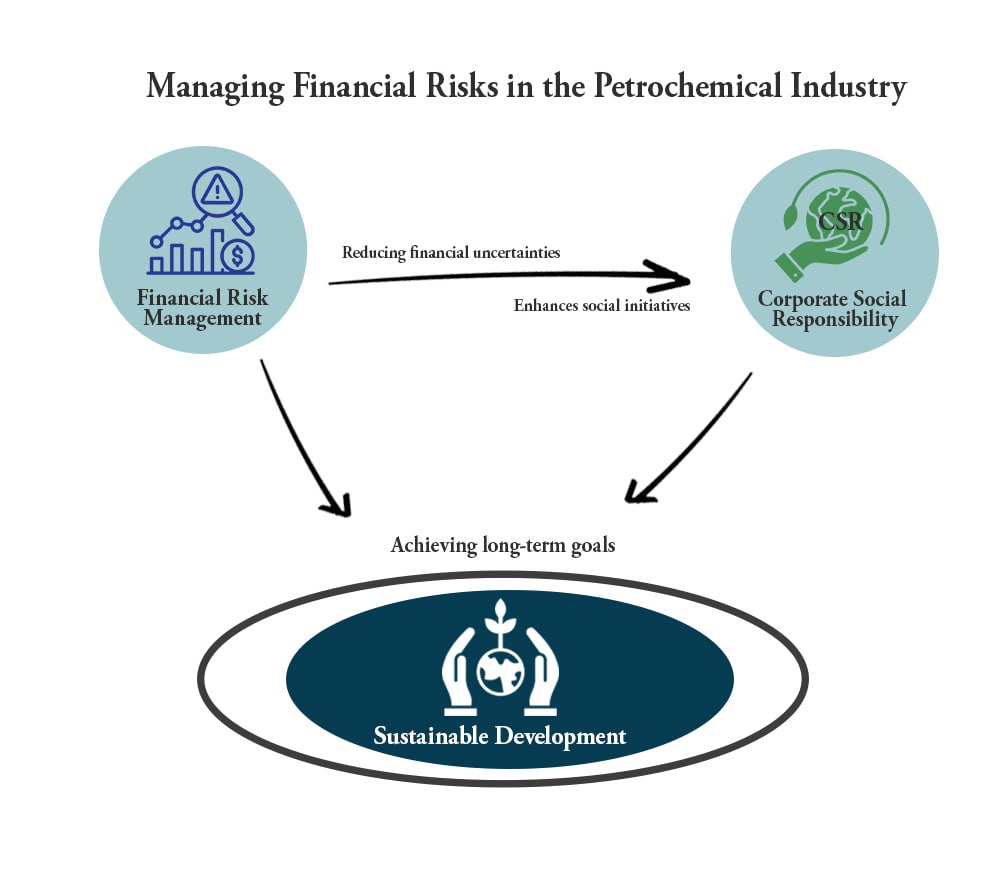 Managing Financial Risks in the Petrochemical Industry
$
Financial Risk
Management
Reducing financial uncertainties
Enhances social initiatives
CSR
Corporate Social
Responsibility
Achieving long-term goals
Sustainable Development